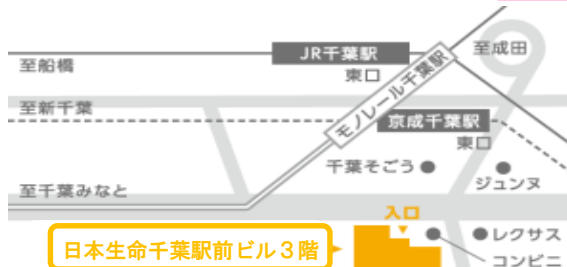 JR千葉駅
東口
至成田
至船橋
モノレール千葉駅
至新千葉
京成千葉駅
東口
千葉そごう
ジュンヌ
至千葉みなと
入口
レクサス
コンビニ
日本生命千葉駅前ビル3階